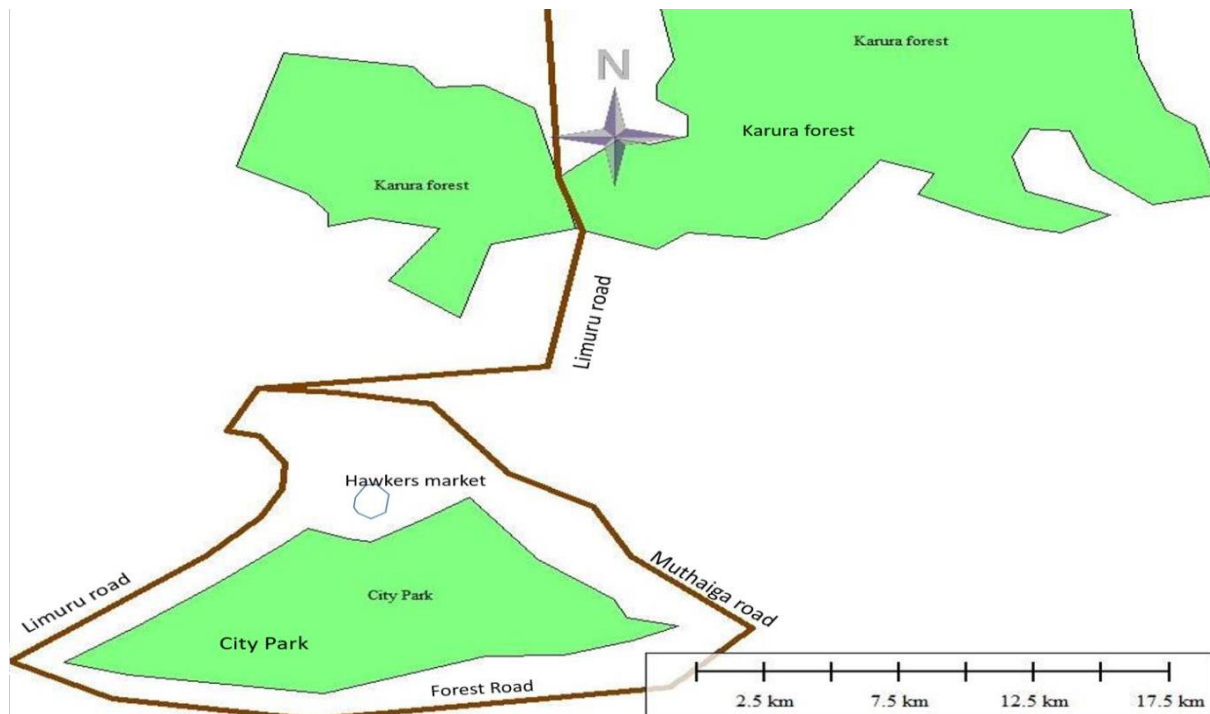 Karura forest
N
Karura forest
Karura forest
Limuru road
Hawkers market
Limuru road
Muthaiga road
City Park
City Park
Forest Road
2.5 km 7.5 km 12.5 km 17.5 km